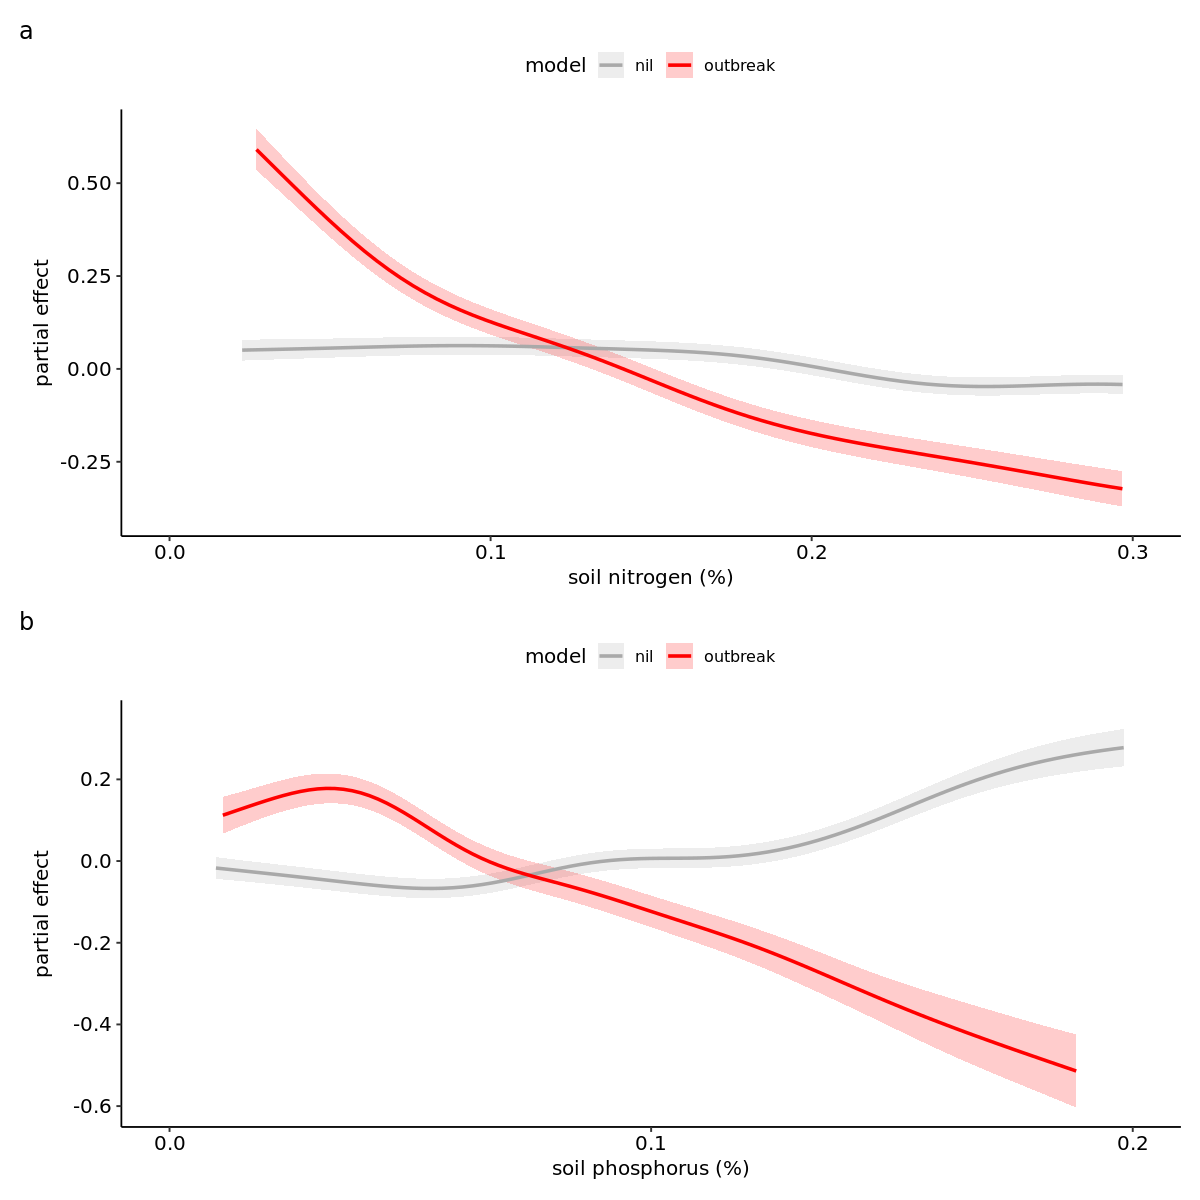 a
model nil outbreak
0.50
0.25
0.00
-0.25
partial effect
0.0 0.1 0.2 0.3
soil nitrogen (%)
b
model nil outbreak
0.2
0.0
-0.2
-0.4
-0.6
partial effect
0.0 0.1 0.2
soil phosphorus (%)